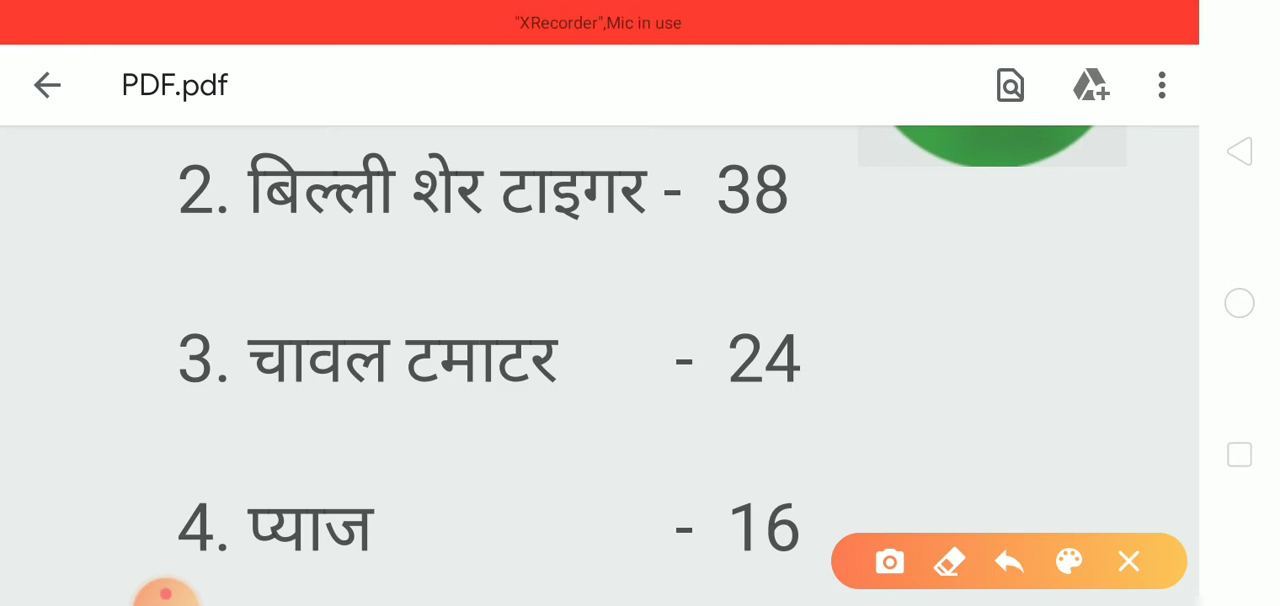 "XRecorder",Mic in use
PDF.pdf
2. बिल्ली शेर टाइगर - 38
3. चावल टमाटर - 24
4. प्याज - 16